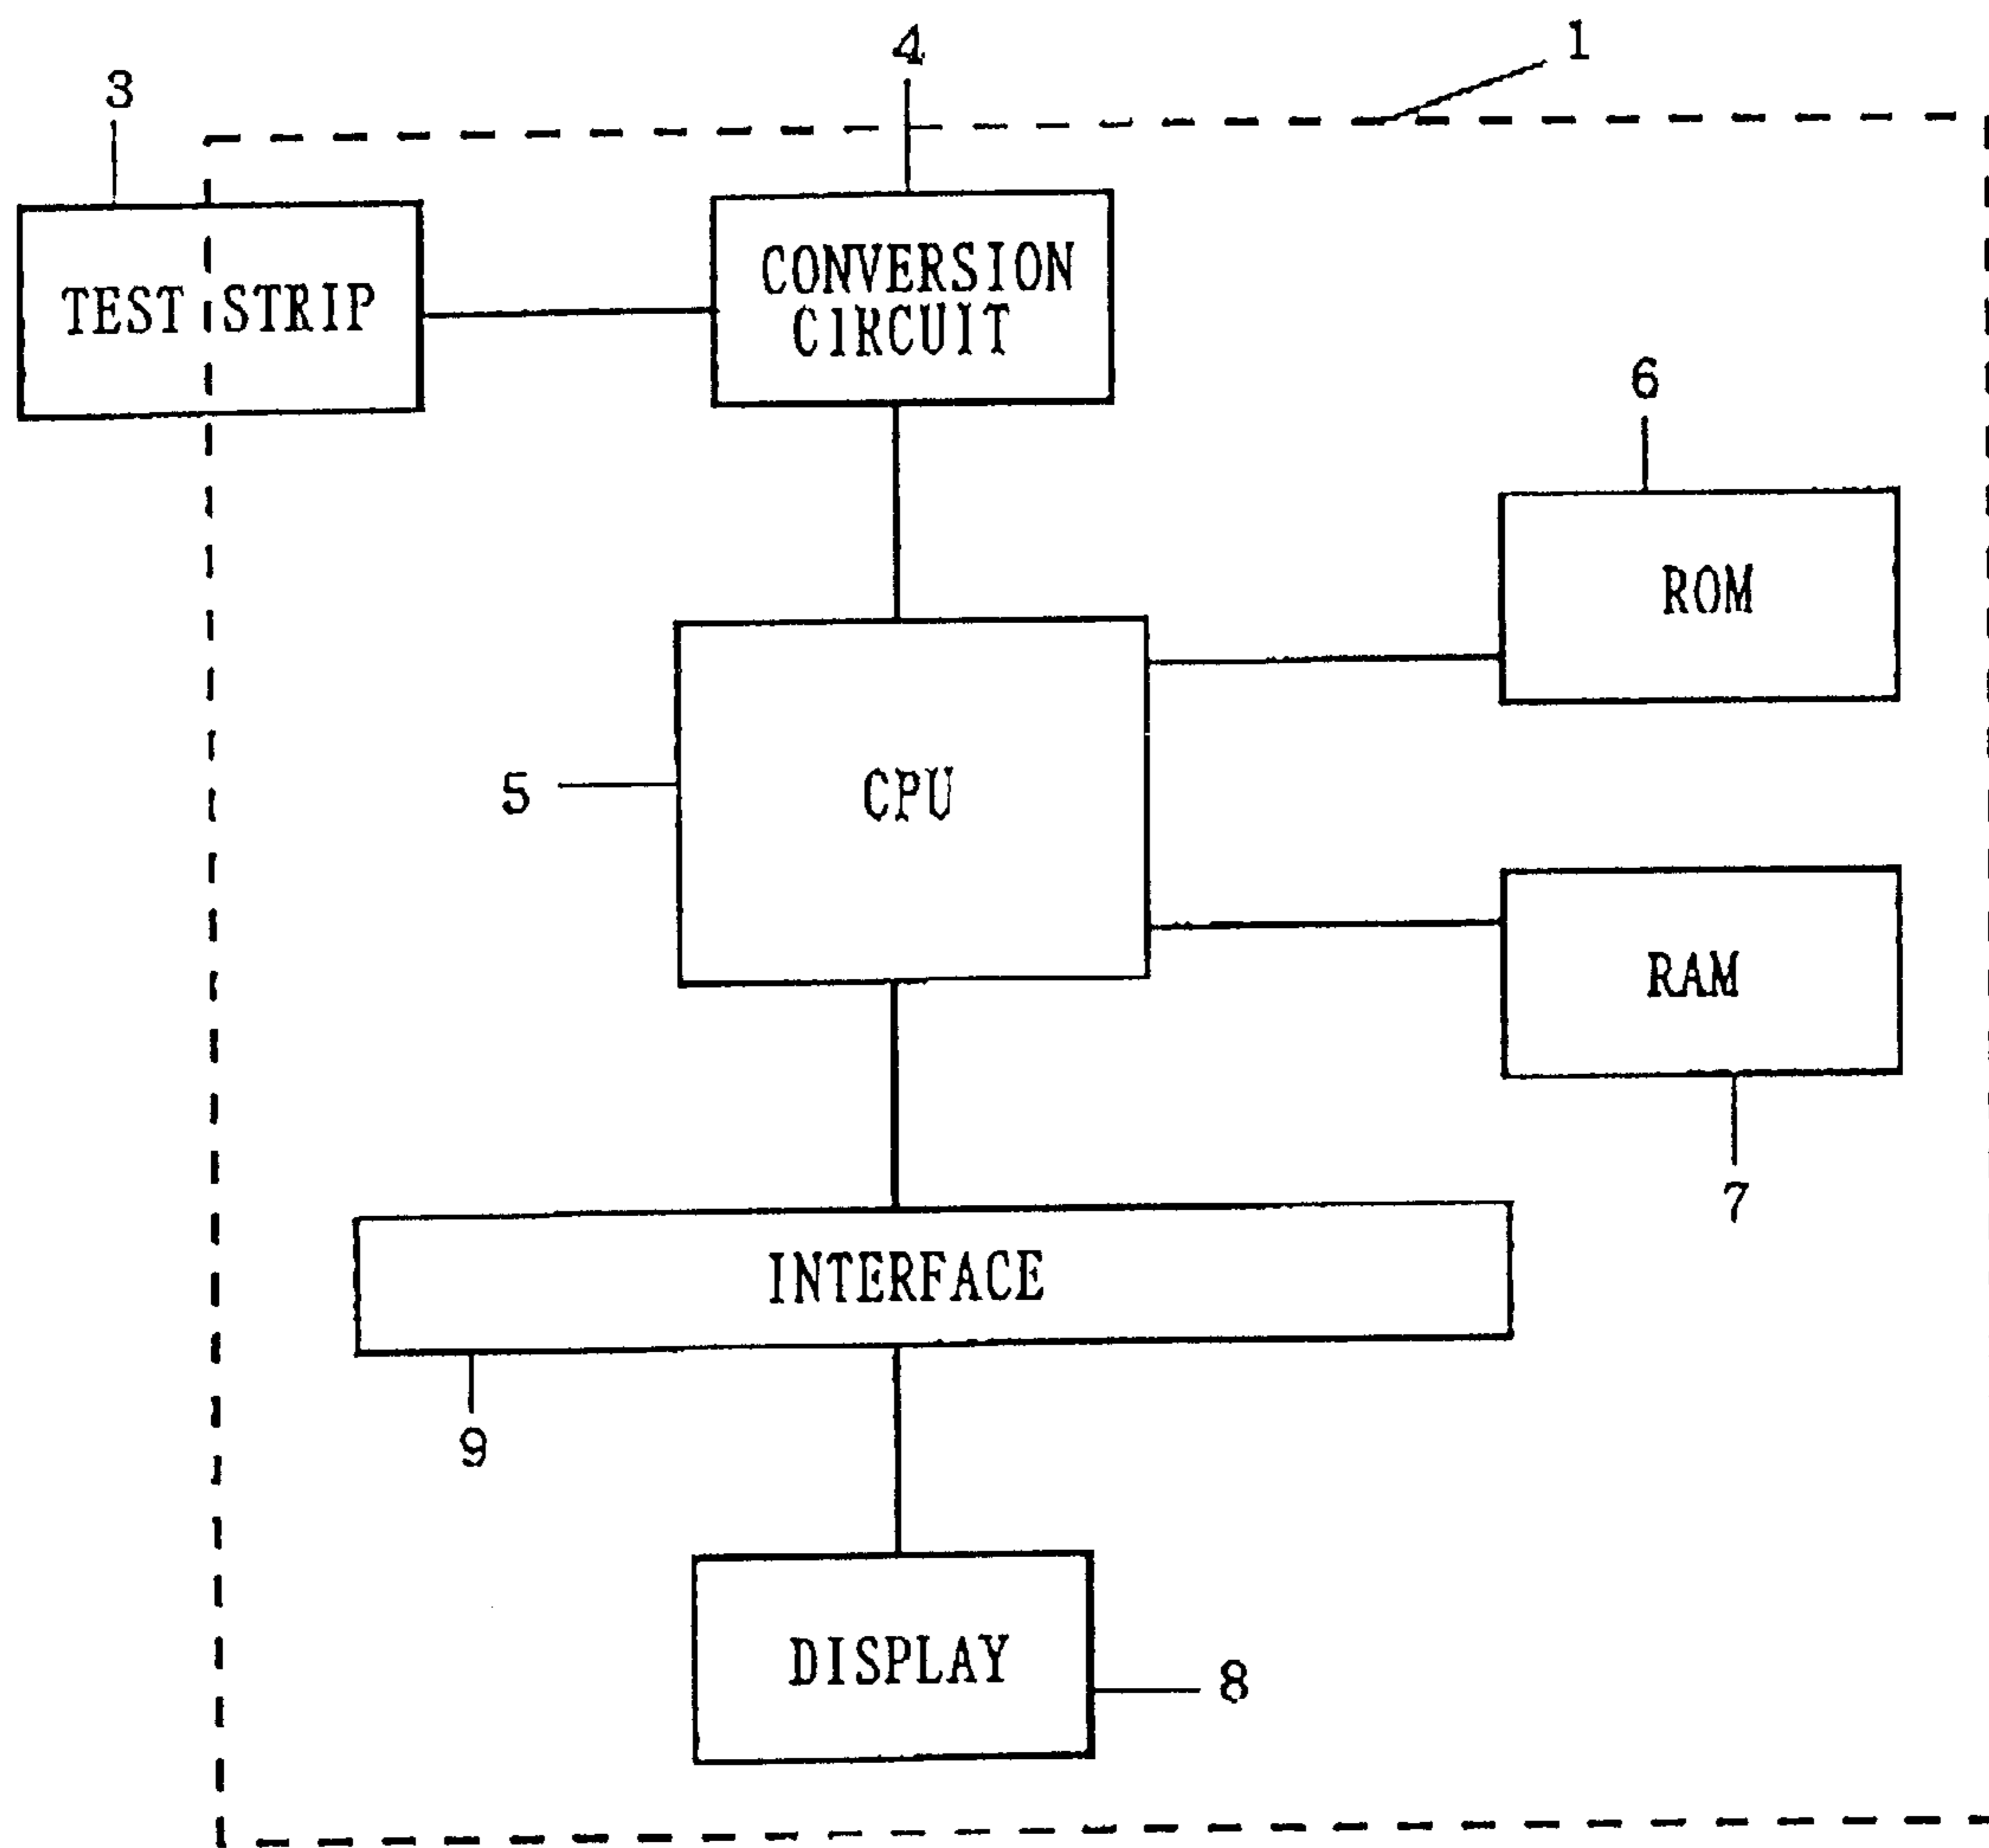 1
4
3
CONVERSION
CIRCUIT
TEST STRIP
6
ROM
5
CPU
RAM
7
INTERFACE
9
DISPLAY
8